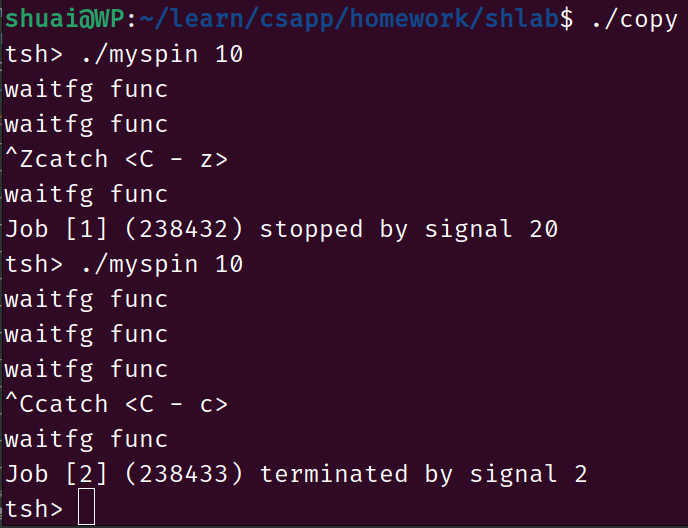 shuai@WP:~/learn/csapp/homework/shlab$ ./copy
tsh> ./myspin 10
waitfg func
waitfg func
^Zcatch <C - z>
waitfg func
Job [1] (238432) stopped by signal 20
tsh> ./myspin 10
waitfg func
waitfg func
waitfg func
^Ccatch <C - c>
waitfg func
Job [2] (238433) terminated by signal 2
tsh>